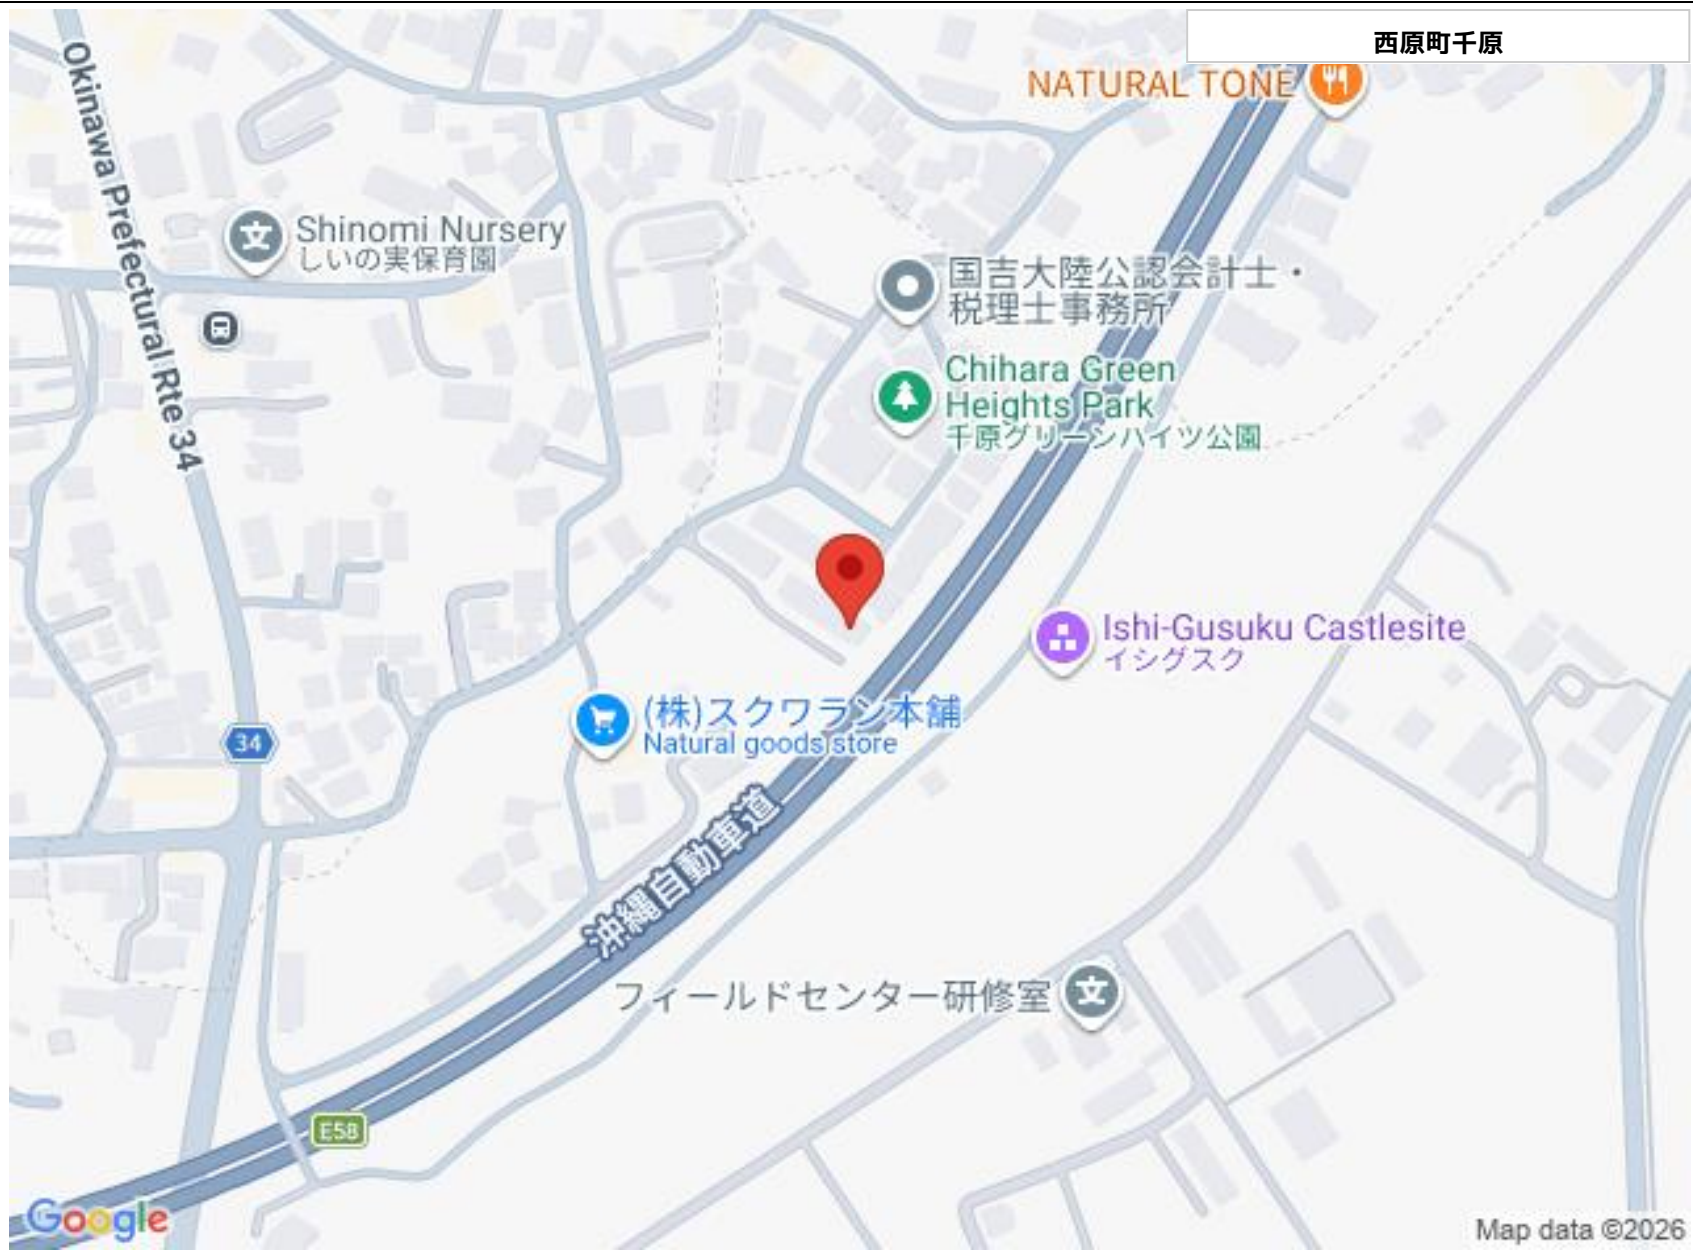 西原町千原
NATURAL TONE
Okinawa Prefectural Rte 34
Shinomi Nursery
しいの実保育園
国吉大陸公認会計士・
税理士事務所
Chihara Green
Heights Park
千原グリーンハイツ公園
Ishi-Gusuku Castlesite
イシグスク
(株)スクワラン本舗
Natural goods store
34
沖縄自動車道
フィールドセンター研修室
E58
Google
Map data ©2026